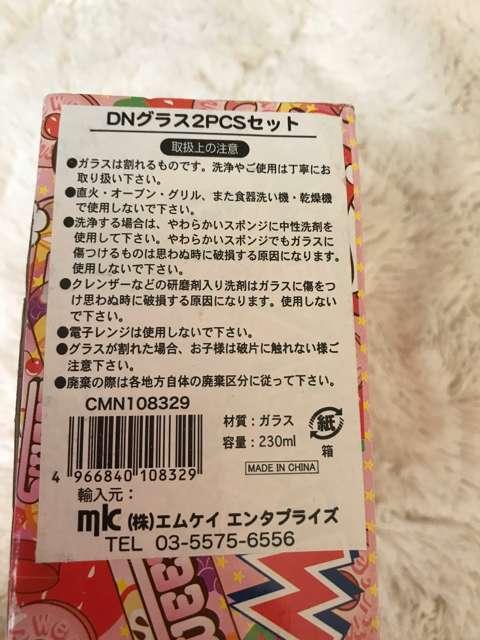 DNグラス2PCSセット
取扱上の注意
●ガラスは割れるものです。洗浄やご使用は丁寧にお
取り扱い下さい。
●直火・オーブン・グリル、また食器洗い機・乾燥機
で使用しないで下さい。
●洗浄する場合は、やわらかいスポンジに中性洗剤を
使用して下さい。やわらかいスポンジでもガラスに
傷つけるものは思わぬ時に破損する原因になります。
使用しないで下さい。
●クレンザーなどの研磨剤入り洗剤はガラスに傷をつ
け思わぬ時に破損する原因になります。使用しない
で下さい。
●電子レンジは使用しないで下さい。
●グラスが割れた場合、お子様は破片に触れない様ご
注意下さい。
●廃棄の際は各地方自体の廃棄区分に従って下さい。
CMN108329
材質：ガラス
容量：230ml
紙
箱
4 966840 108329
MADE IN CHINA
輸入元：
mk (株)エムケイ エンタプライズ
TEL 03-5575-6556